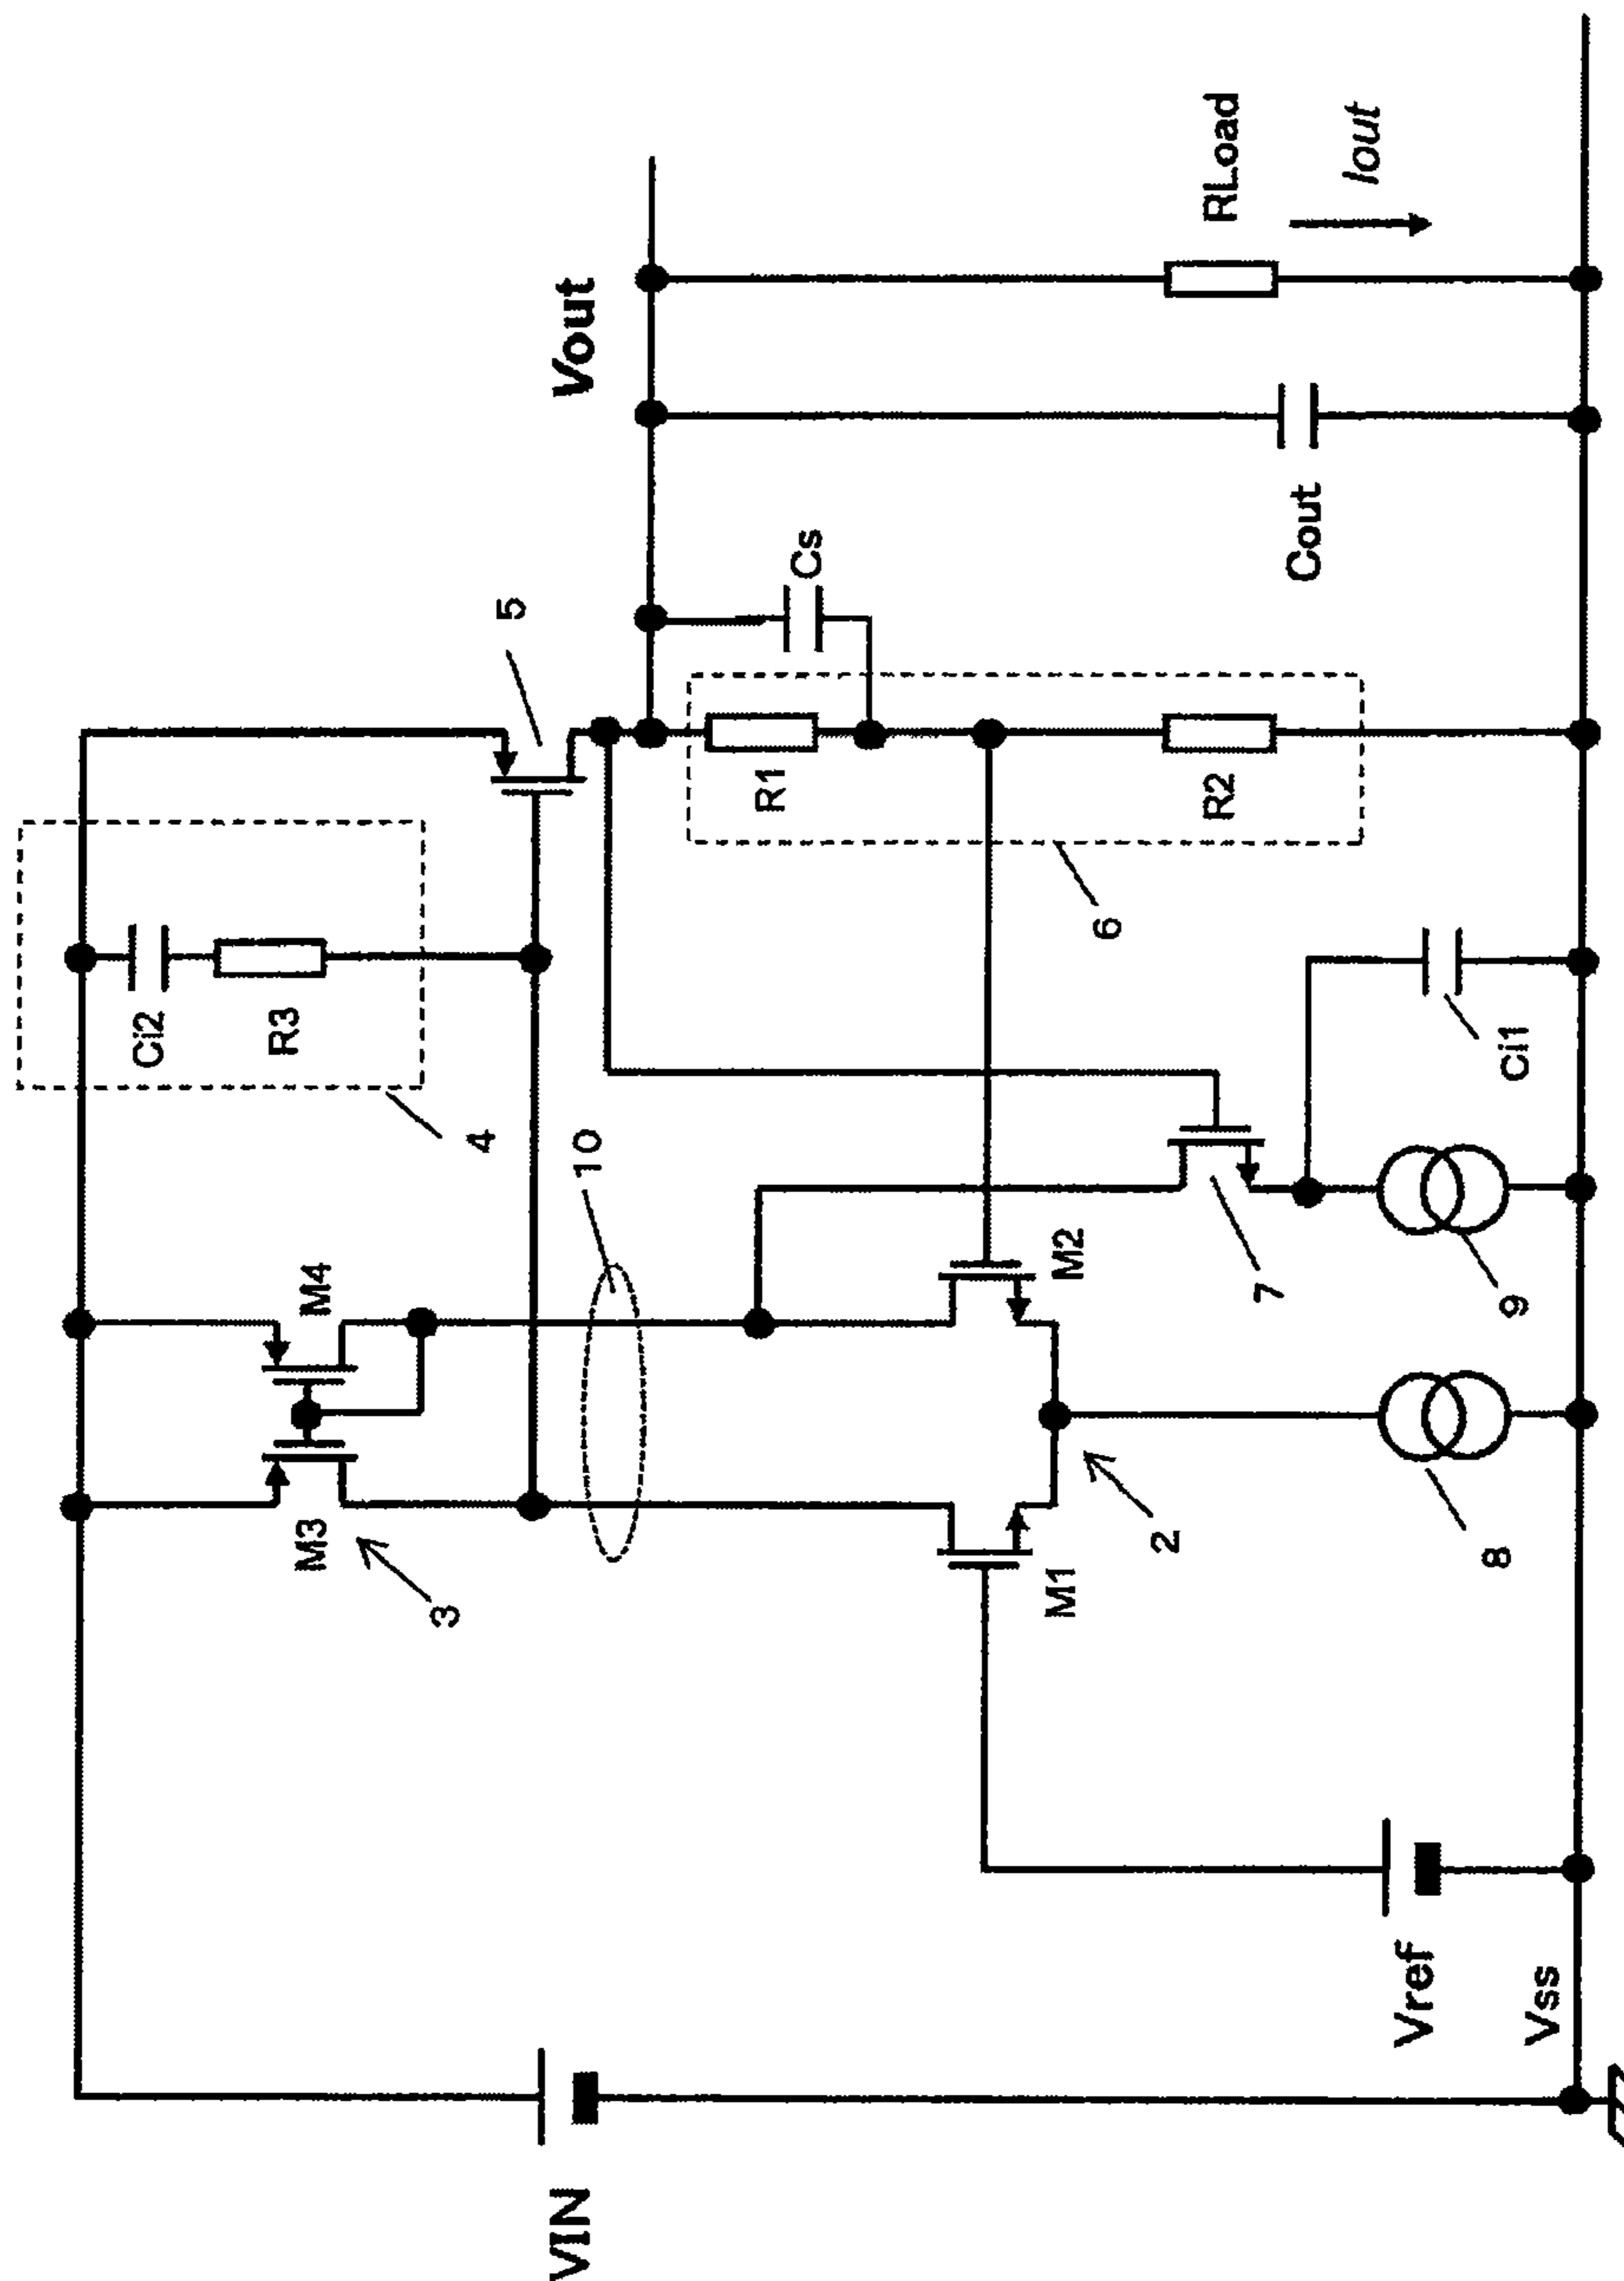 VIN
Vref
Vss
M3
3
M4
M1
2
8
M2
10
7
9
4
Ci2
R3
Ci1
6
5
R1
R2
Cs
Cout
Vout
RLoad
Iout